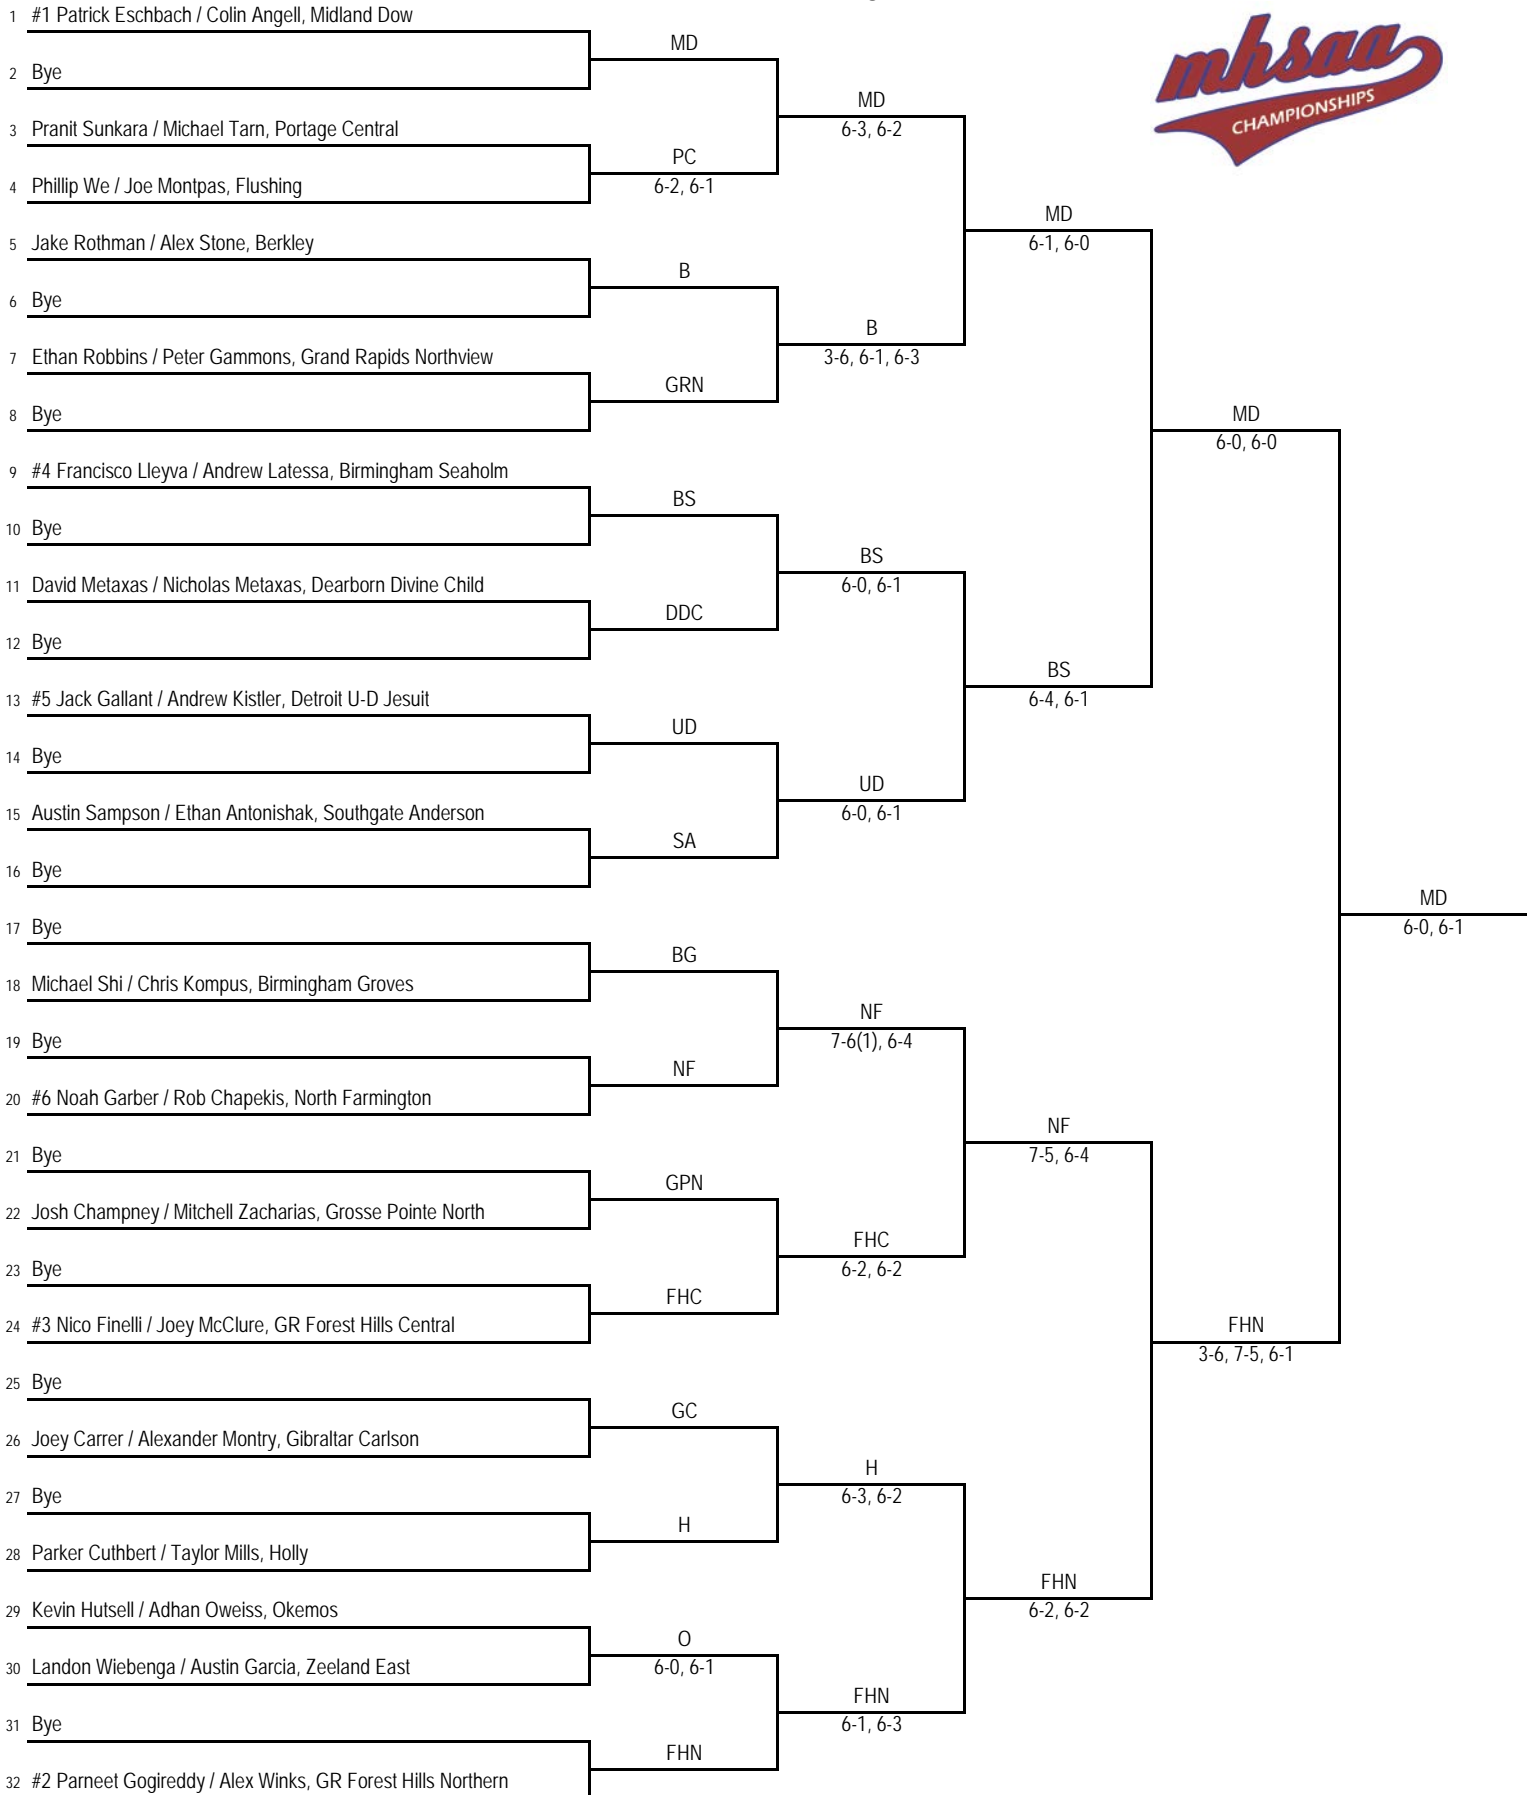 1 #1 Patrick Eschbach / Colin Angell, Midland Dow
MD
2 Bye
MD
6-3, 6-2
3 Pranit Sunkara / Michael Tarn, Portage Central
PC
6-2, 6-1
4 Phillip We / Joe Montpas, Flushing
MD
6-1, 6-0
5 Jake Rothman / Alex Stone, Berkley
B
6 Bye
B
3-6, 6-1, 6-3
7 Ethan Robbins / Peter Gammons, Grand Rapids Northview
GRN
8 Bye
MD
6-0, 6-0
9 #4 Francisco Lleyva / Andrew Latessa, Birmingham Seaholm
BS
10 Bye
BS
6-0, 6-1
11 David Metaxas / Nicholas Metaxas, Dearborn Divine Child
DDC
12 Bye
BS
6-4, 6-1
13 #5 Jack Gallant / Andrew Kistler, Detroit U-D Jesuit
UD
14 Bye
UD
6-0, 6-1
15 Austin Sampson / Ethan Antonishak, Southgate Anderson
SA
16 Bye
MD
6-0, 6-1
17 Bye
BG
18 Michael Shi / Chris Kompus, Birmingham Groves
NF
7-6(1), 6-4
19 Bye
NF
20 #6 Noah Garber / Rob Chapekis, North Farmington
NF
7-5, 6-4
21 Bye
GPN
22 Josh Champney / Mitchell Zacharias, Grosse Pointe North
FHC
6-2, 6-2
23 Bye
FHC
24 #3 Nico Finelli / Joey McClure, GR Forest Hills Central
FHN
3-6, 7-5, 6-1
25 Bye
GC
26 Joey Carrer / Alexander Montry, Gibraltar Carlson
H
6-3, 6-2
27 Bye
H
28 Parker Cuthbert / Taylor Mills, Holly
FHN
6-2, 6-2
29 Kevin Hutsell / Adhan Oweiss, Okemos
O
6-0, 6-1
30 Landon Wiebenga / Austin Garcia, Zeeland East
FHN
6-1, 6-3
31 Bye
FHN
32 #2 Parneet Gogireddy / Alex Winks, GR Forest Hills Northern
mhsaa
CHAMPIONSHIPS